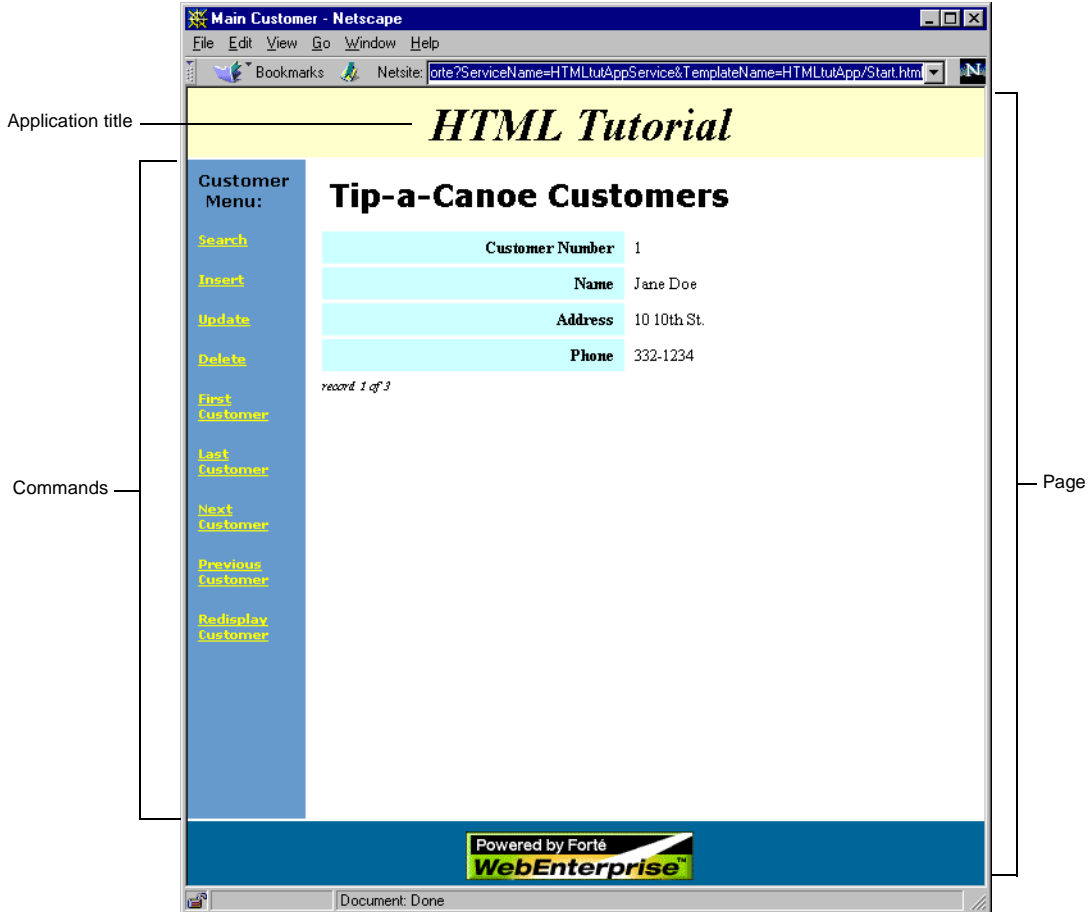 Main Customer - Netscape
File Edit View Go Window Help
Bookmarks Netsite: orte?ServiceName=HTMLtutAppService&TemplateName=HTMLtutApp/Start.html
N
Application title
HTML Tutorial
Customer
Menu:
Search
Insert
Update
Delete
First
Customer
Last
Customer
Next
Customer
Previous
Customer
Redisplay
Customer
Tip-a-Canoe Customers
Customer Number 1
Name Jane Doe
Address 10 10th St.
Phone 332-1234
record 1 of 3
Commands
Page
Powered by Forté
WebEnterprise™
Document: Done